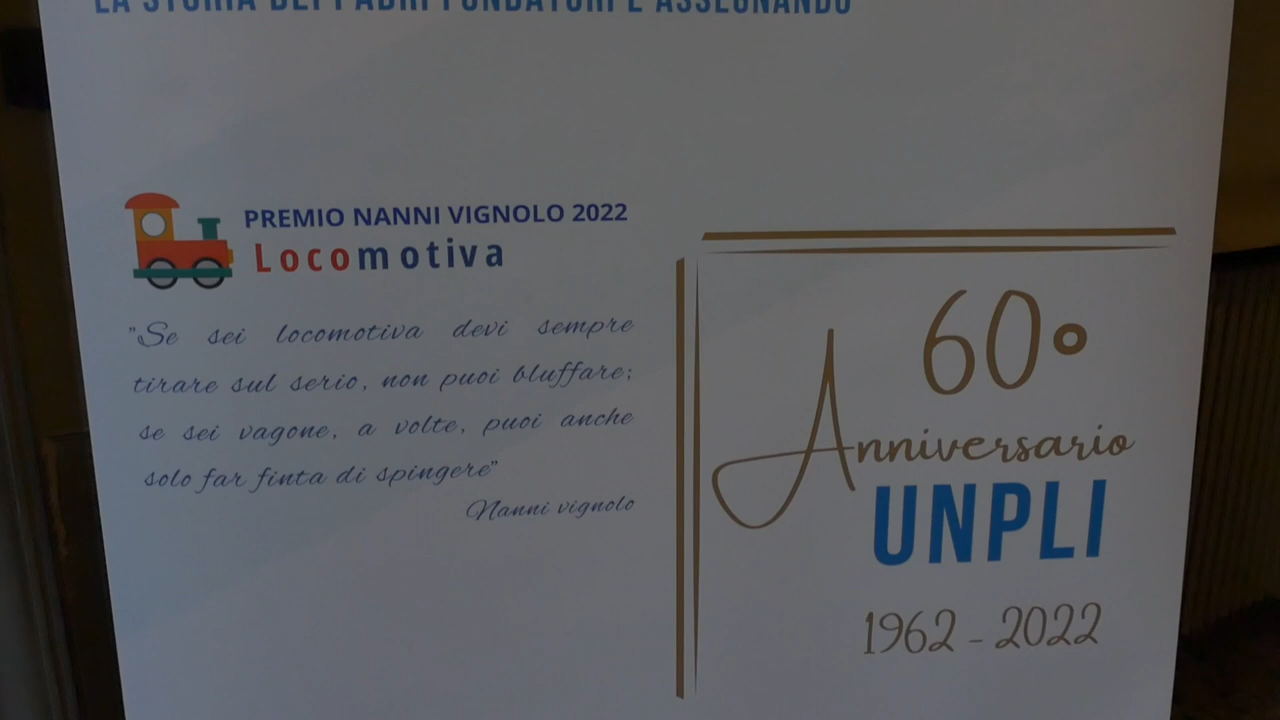 LA STORIA DEI PADRI FONDATORI E ASSEGNANDO
PREMIO NANNI VIGNOLO 2022
Locomotiva
"Se sei locomotiva devi sempre
tirare sul serio, non puoi bluffare;
se sei vagone, a volte, puoi anche
solo far finta di spingere"
Nanni vignolo
60°
Anniversario
UNPLI
1962 - 2022